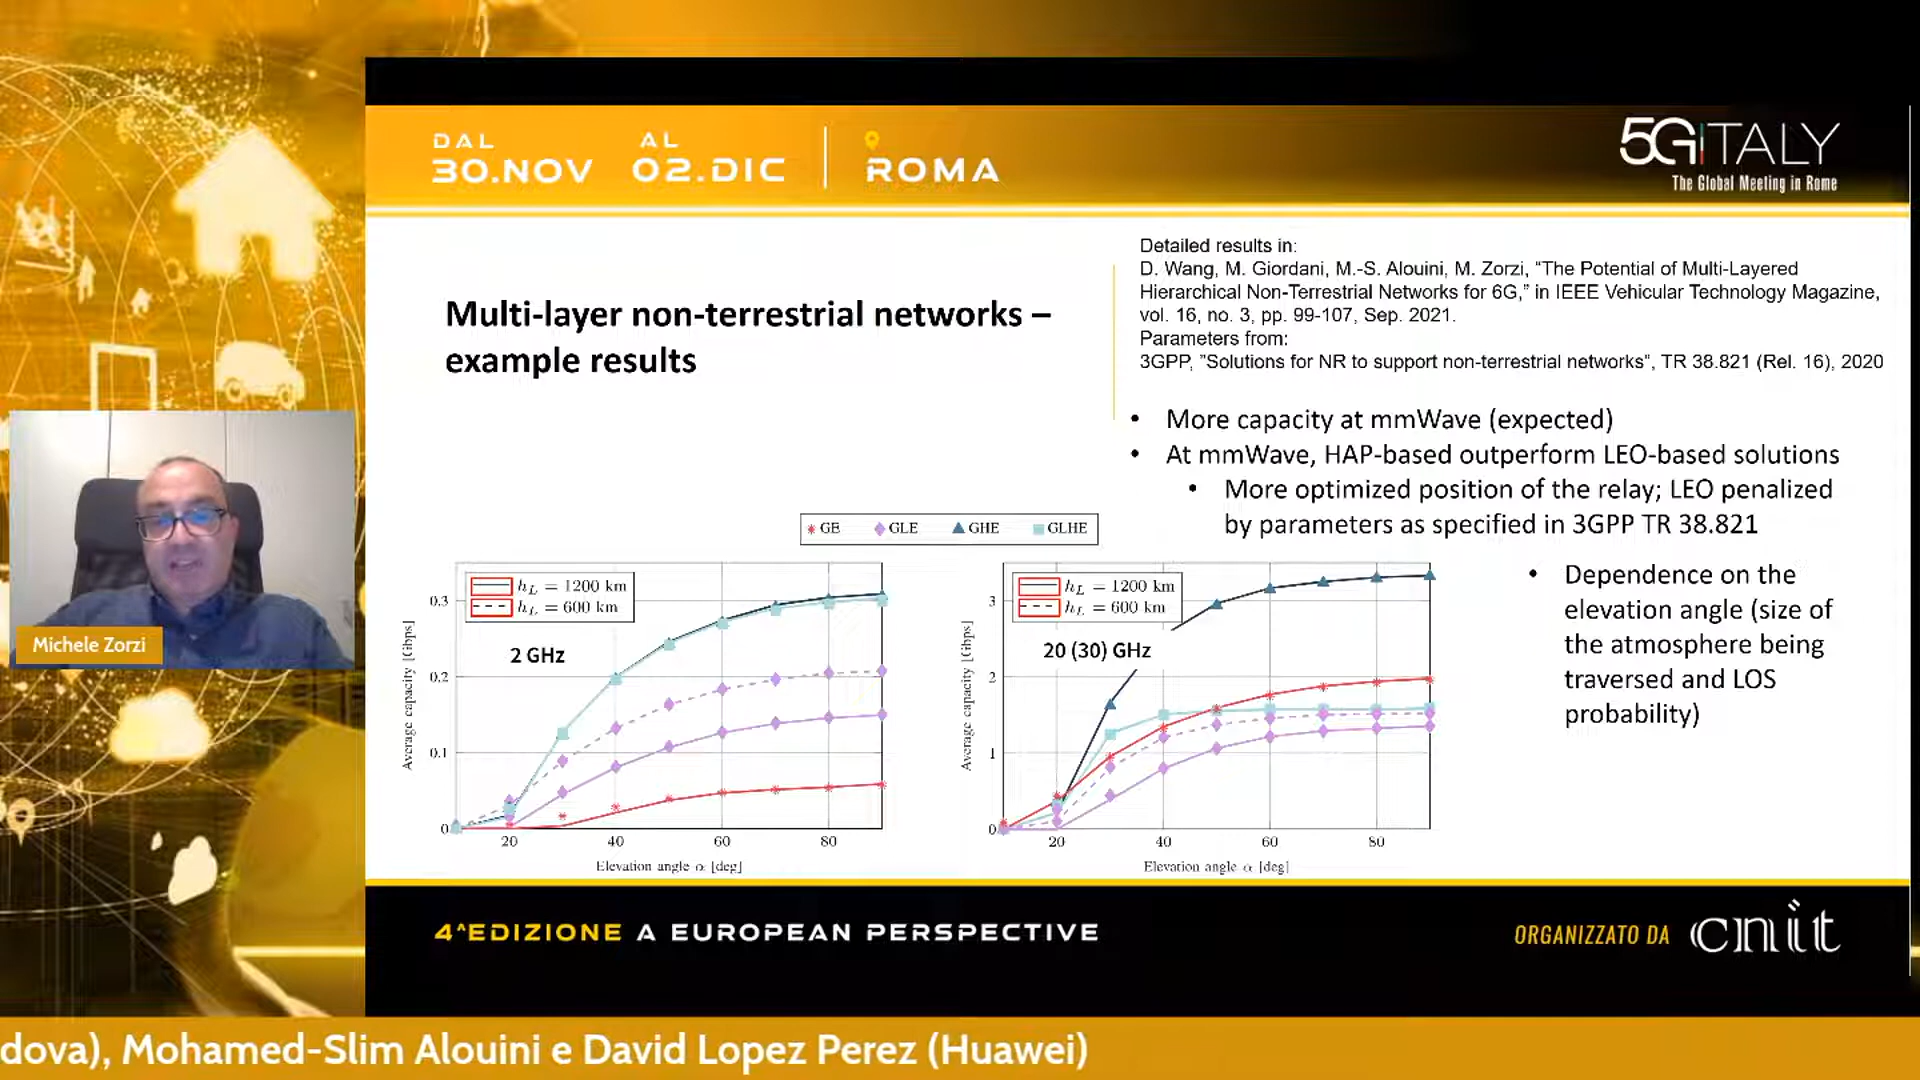 DAL
30.NOV
AL
02.DIC
ROMA
5GITALY
The Global Meeting in Rome
Multi-layer non-terrestrial networks –
example results
Detailed results in:
D. Wang, M. Giordani, M.-S. Alouini, M. Zorzi, “The Potential of Multi-Layered
Hierarchical Non-Terrestrial Networks for 6G,” in IEEE Vehicular Technology Magazine,
vol. 16, no. 3, pp. 99-107, Sep. 2021.
Parameters from:
3GPP, ”Solutions for NR to support non-terrestrial networks“, TR 38.821 (Rel. 16), 2020
• More capacity at mmWave (expected)
• At mmWave, HAP-based outperform LEO-based solutions
• More optimized position of the relay; LEO penalized
by parameters as specified in 3GPP TR 38.821
• Dependence on the
elevation angle (size of
the atmosphere being
traversed and LOS
probability)
GE GLE GHE GLHE
h_L = 1200 km
h_L = 600 km
2 GHz
Average capacity [Gbps]
0.3
0.2
0.1
0
20 40 60 80
Elevation angle α [deg]
h_L = 1200 km
h_L = 600 km
20 (30) GHz
Average capacity [Gbps]
3
2
1
0
20 40 60 80
Elevation angle α [deg]
Michele Zorzi
4^EDIZIONE A EUROPEAN PERSPECTIVE
ORGANIZZATO DA cnit
dova), Mohamed-Slim Alouini e David Lopez Perez (Huawei)